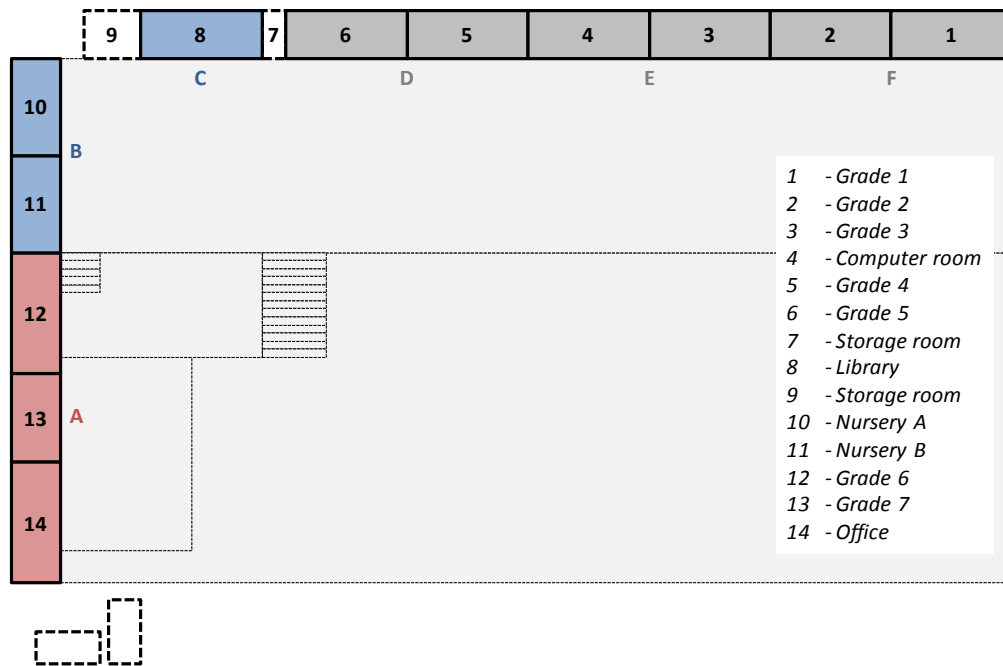 9 8 7 6 5 4 3 2 1
C D E F
10
B
11
12
A
13
14
1 - Grade 1
2 - Grade 2
3 - Grade 3
4 - Computer room
5 - Grade 4
6 - Grade 5
7 - Storage room
8 - Library
9 - Storage room
10 - Nursery A
11 - Nursery B
12 - Grade 6
13 - Grade 7
14 - Office